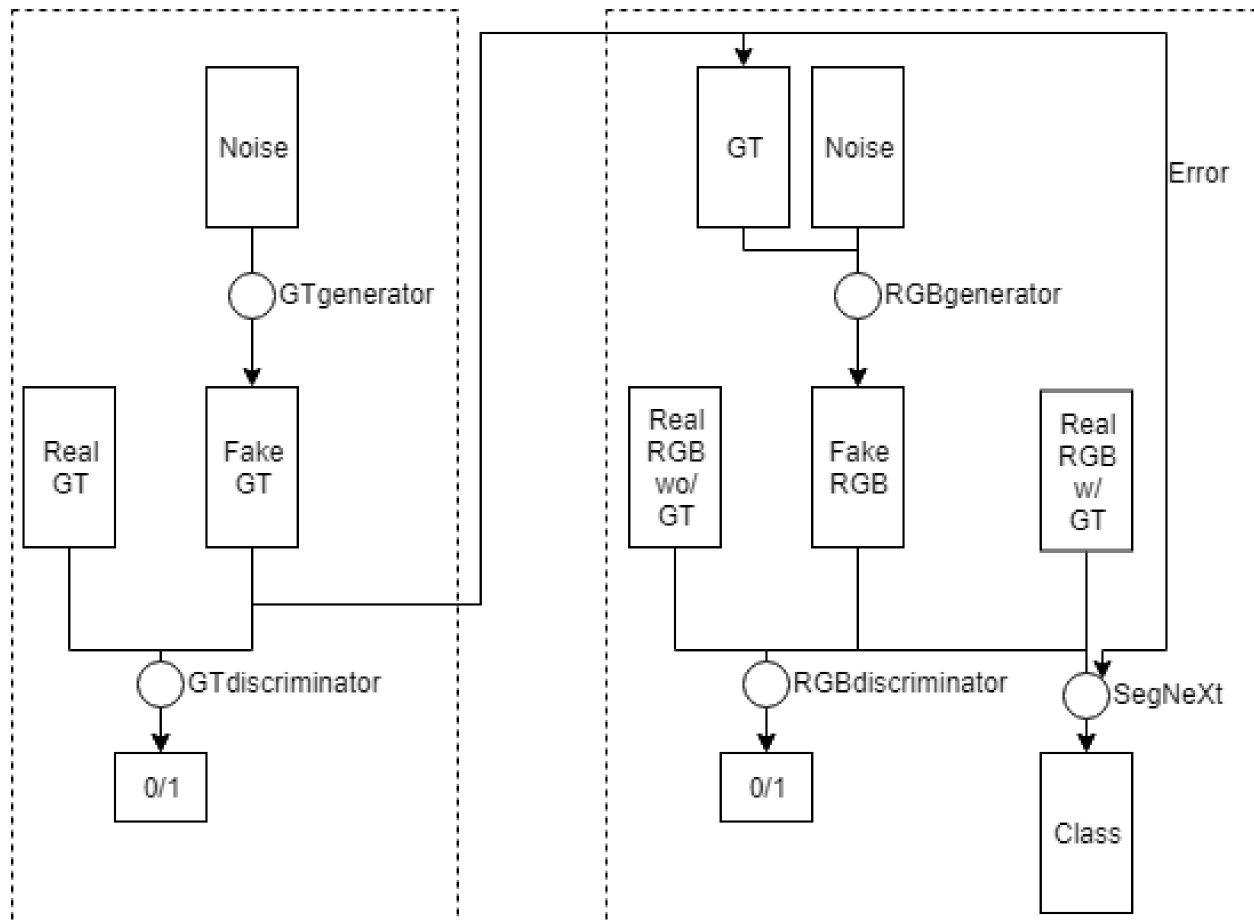 Noise
GTgenerator
Real
GT
Fake
GT
GTdiscriminator
0/1
GT
Noise
Error
RGBgenerator
Real
RGB
wo/
GT
Fake
RGB
Real
RGB
w/
GT
RGBdiscriminator
SegNeXt
0/1
Class